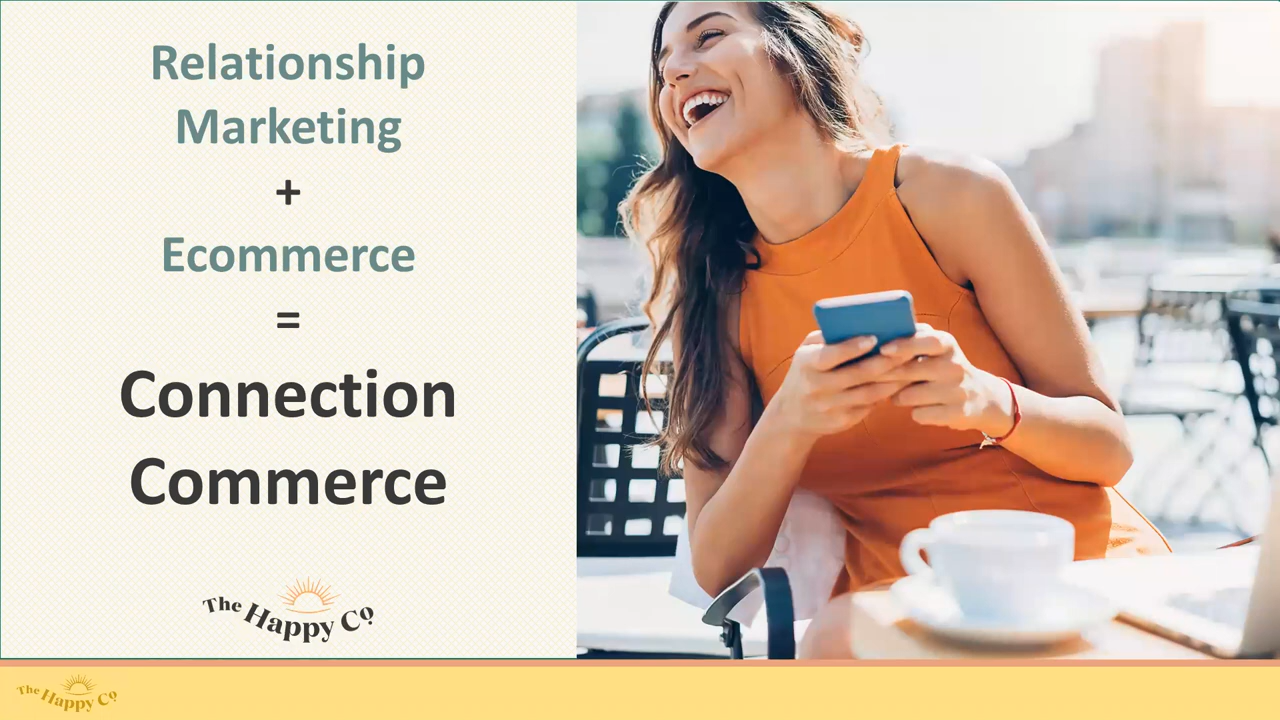 Relationship
Marketing
+
Ecommerce
=
Connection
Commerce
The Happy Co
The Happy Co